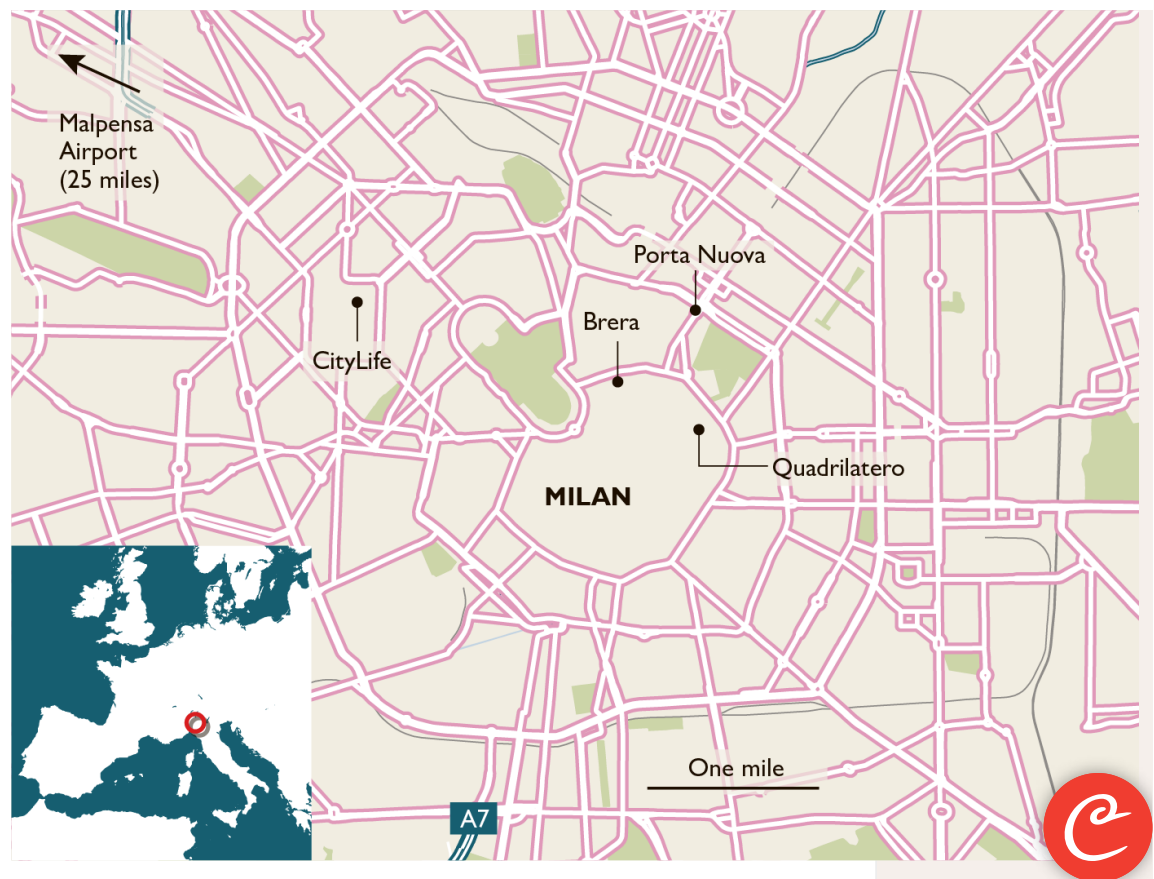 Malpensa
Airport
(25 miles)
Porta Nuova
Brera
CityLife
Quadrilatero
MILAN
One mile
A7
C